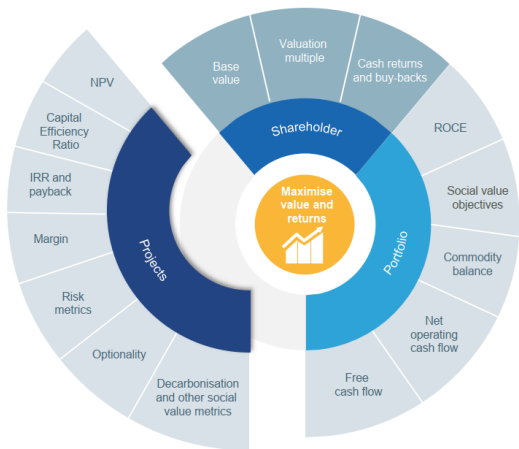 Base
value
Valuation
multiple
Cash returns
and buy-backs
ROCE
Social value
objectives
Commodity
balance
Net
operating
cash flow
Free
cash flow
NPV
Capital
Efficiency
Ratio
IRR and
payback
Margin
Risk
metrics
Optionality
Decarbonisation
and other social
value metrics
Shareholder
Portfolio
Projects
Maximise
value and
returns